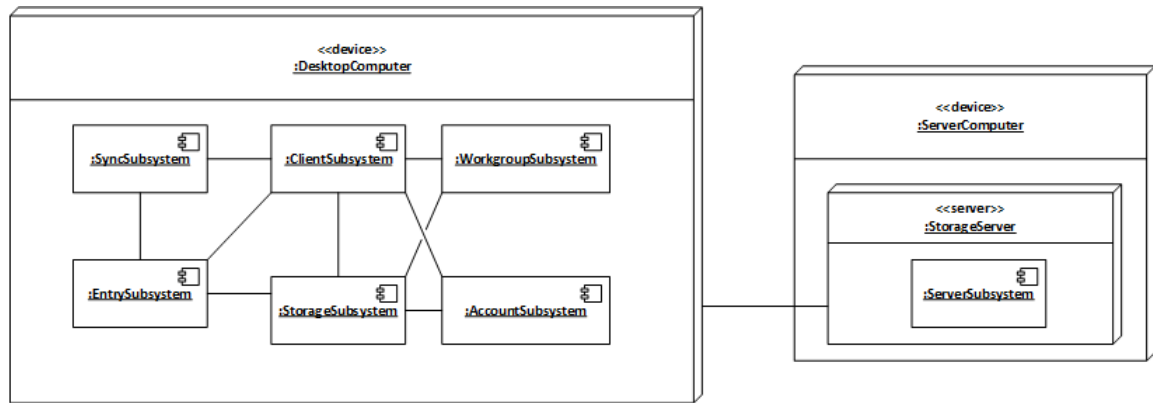 <<device>>
:DesktopComputer
:SyncSubsystem
:ClientSubsystem
:WorkgroupSubsystem
:EntrySubsystem
:StorageSubsystem
:AccountSubsystem
<<device>>
:ServerComputer
<<server>>
:StorageServer
:ServerSubsystem